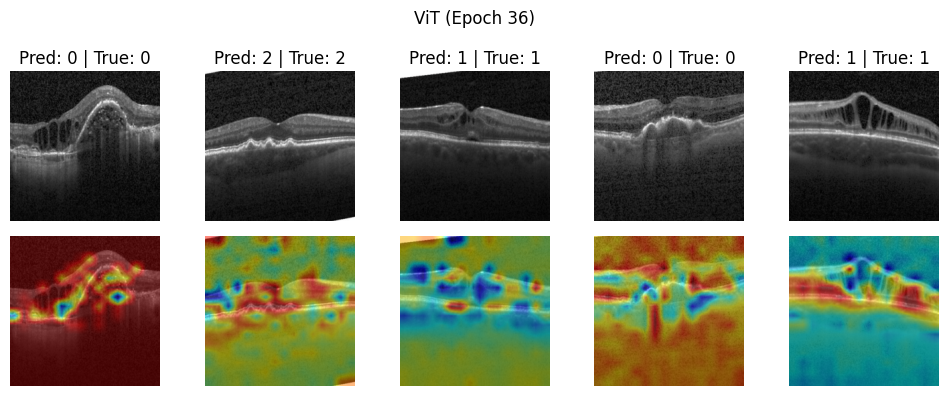 ViT (Epoch 36)
Pred: 0 | True: 0
Pred: 2 | True: 2
Pred: 1 | True: 1
Pred: 0 | True: 0
Pred: 1 | True: 1